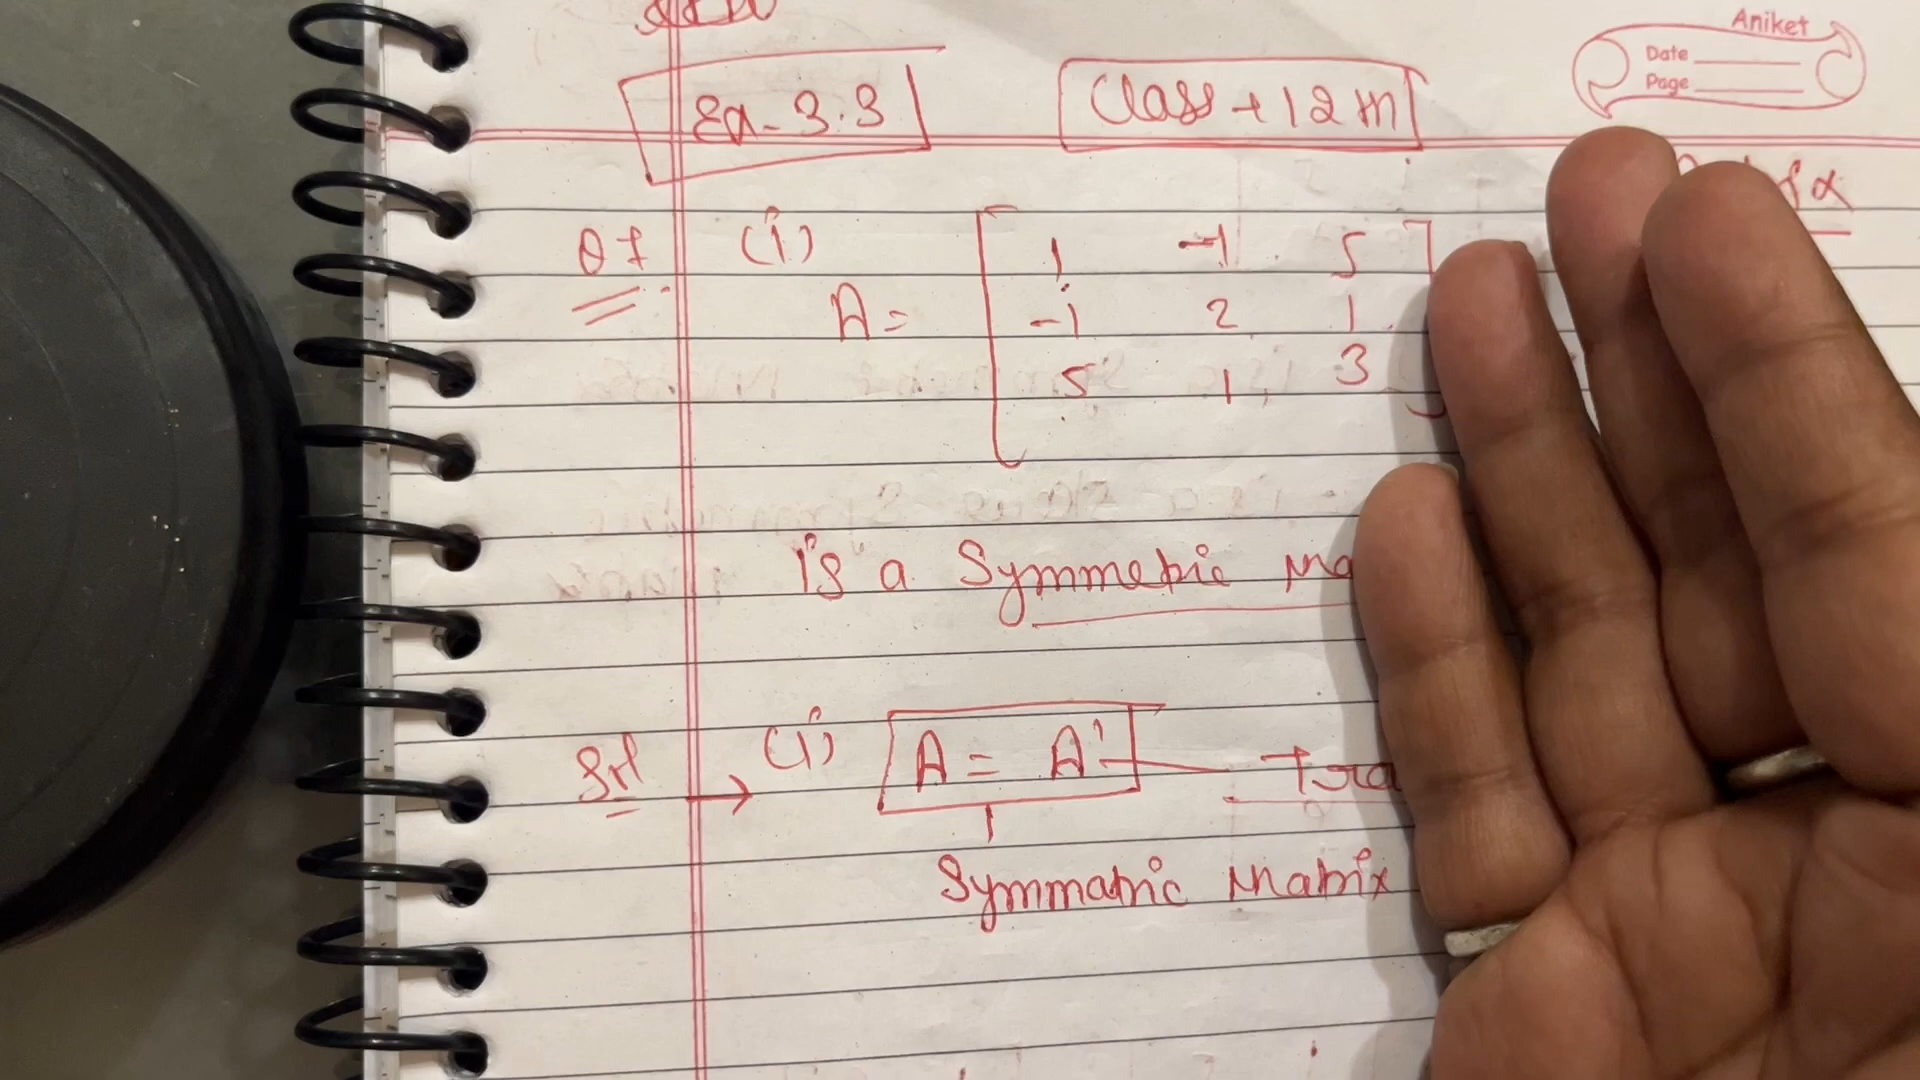 Aniket
Date
Page
Ex-3.3
Class → 12th
Q7 (i)
A = [ 1 -1 5
-1 2 1
5 1 3 ]
is a Symmetric
Sol → (i) A = A'
Symmatric Matrix